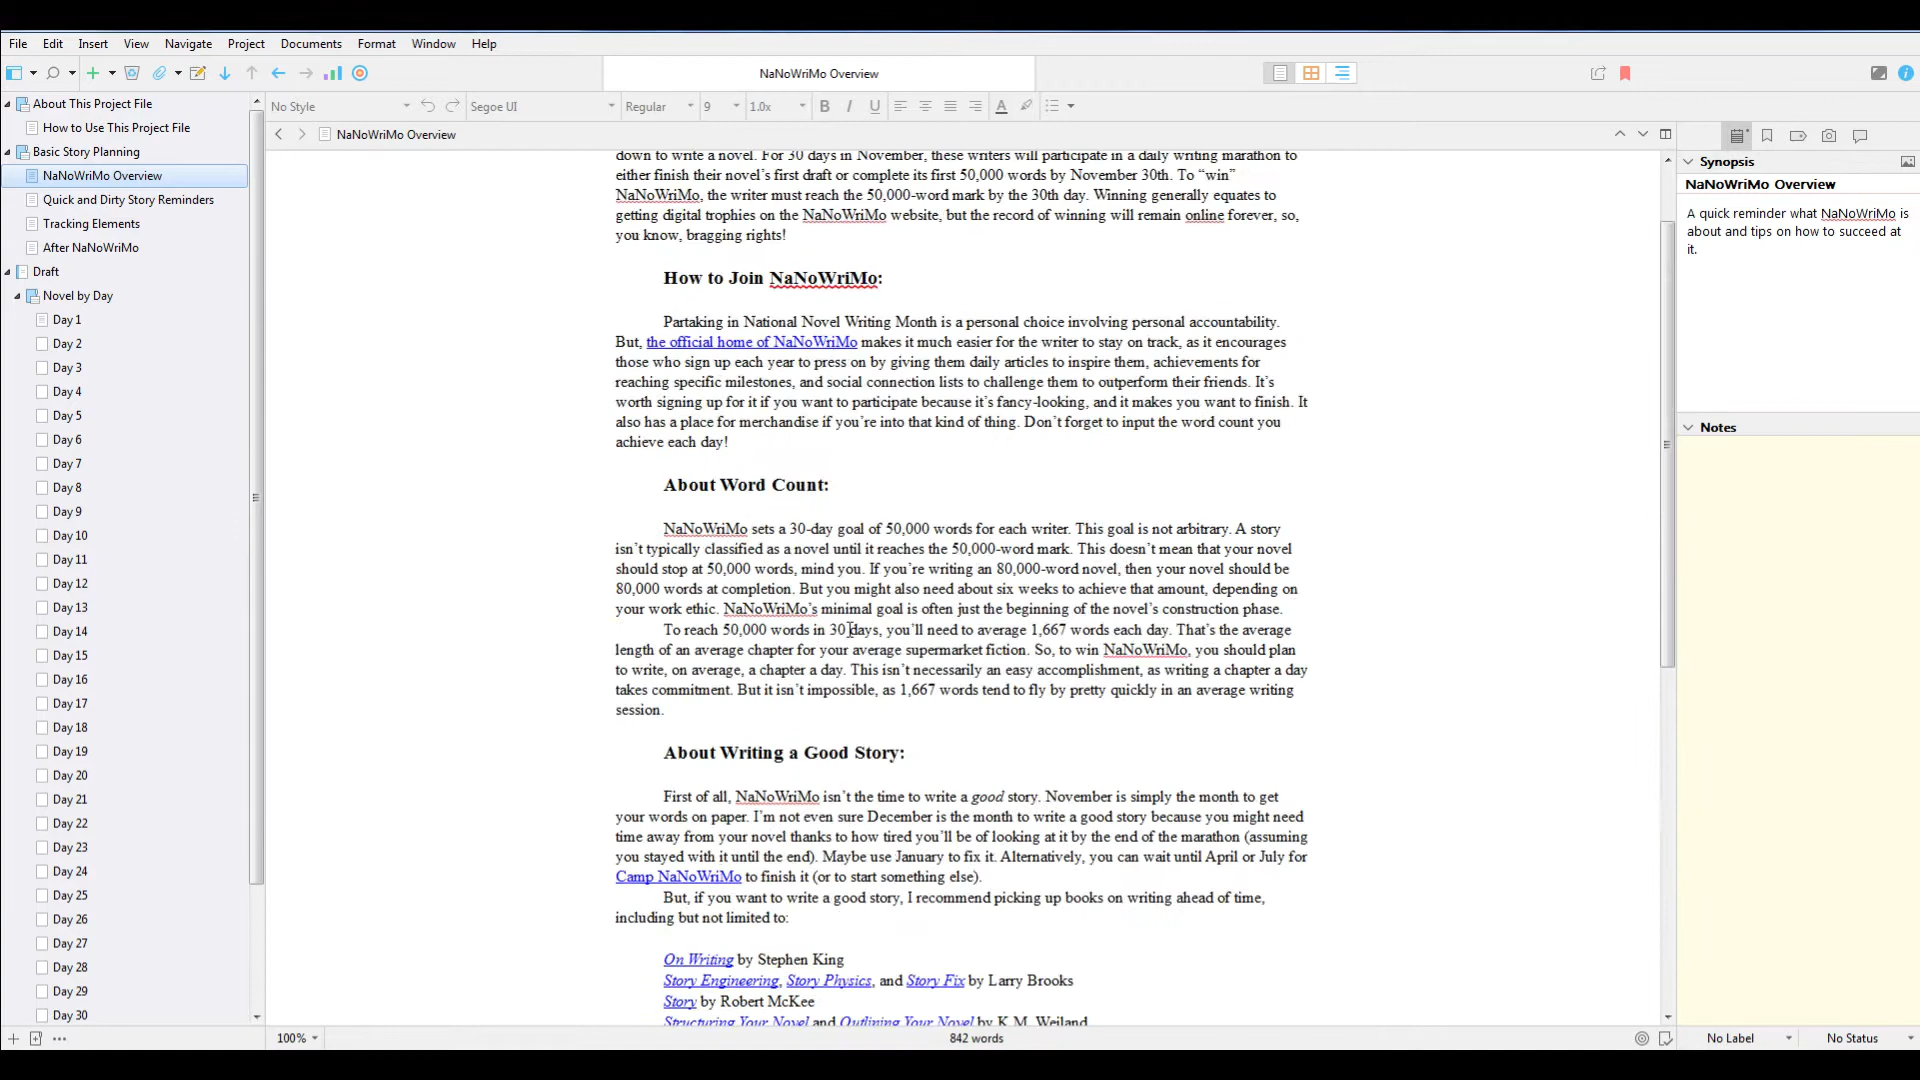 File Edit Insert View Navigate Project Documents Format Window Help
NaNoWriMo Overview
No Style Segoe UI Regular 9 1.0x B I U A
About This Project File
How to Use This Project File
Basic Story Planning
NaNoWriMo Overview
Quick and Dirty Story Reminders
Tracking Elements
After NaNoWriMo
Draft
Novel by Day
Day 1
Day 2
Day 3
Day 4
Day 5
Day 6
Day 7
Day 8
Day 9
Day 10
Day 11
Day 12
Day 13
Day 14
Day 15
Day 16
Day 17
Day 18
Day 19
Day 20
Day 21
Day 22
Day 23
Day 24
Day 25
Day 26
Day 27
Day 28
Day 29
Day 30
NaNoWriMo Overview
down to write a novel. For 30 days in November, these writers will participate in a daily writing marathon to
either finish their novel’s first draft or complete its first 50,000 words by November 30th. To “win”
NaNoWriMo, the writer must reach the 50,000-word mark by the 30th day. Winning generally equates to
getting digital trophies on the NaNoWriMo website, but the record of winning will remain online forever, so,
you know, bragging rights!
How to Join NaNoWriMo:
Partaking in National Novel Writing Month is a personal choice involving personal accountability.
But, the official home of NaNoWriMo makes it much easier for the writer to stay on track, as it encourages
those who sign up each year to press on by giving them daily articles to inspire them, achievements for
reaching specific milestones, and social connection lists to challenge them to outperform their friends. It’s
worth signing up for it if you want to participate because it’s fancy-looking, and it makes you want to finish. It
also has a place for merchandise if you’re into that kind of thing. Don’t forget to input the word count you
achieve each day!
About Word Count:
NaNoWriMo sets a 30-day goal of 50,000 words for each writer. This goal is not arbitrary. A story
isn’t typically classified as a novel until it reaches the 50,000-word mark. This doesn’t mean that your novel
should stop at 50,000 words, mind you. If you’re writing an 80,000-word novel, then your novel should be
80,000 words at completion. But you might also need about six weeks to achieve that amount, depending on
your work ethic. NaNoWriMo’s minimal goal is often just the beginning of the novel’s construction phase.
To reach 50,000 words in 30 days, you’ll need to average 1,667 words each day. That’s the average
length of an average chapter for your average supermarket fiction. So, to win NaNoWriMo, you should plan
to write, on average, a chapter a day. This isn’t necessarily an easy accomplishment, as writing a chapter a day
takes commitment. But it isn’t impossible, as 1,667 words tend to fly by pretty quickly in an average writing
session.
About Writing a Good Story:
First of all, NaNoWriMo isn’t the time to write a good story. November is simply the month to get
your words on paper. I’m not even sure December is the month to write a good story because you might need
time away from your novel thanks to how tired you’ll be of looking at it by the end of the marathon (assuming
you stayed with it until the end). Maybe use January to fix it. Alternatively, you can wait until April or July for
Camp NaNoWriMo to finish it (or to start something else).
But, if you want to write a good story, I recommend picking up books on writing ahead of time,
including but not limited to:
On Writing by Stephen King
Story Engineering, Story Physics, and Story Fix by Larry Brooks
Story by Robert McKee
Structuring Your Novel and Outlining Your Novel by K.M. Weiland
Synopsis
NaNoWriMo Overview
A quick reminder what NaNoWriMo is
about and tips on how to succeed at
it.
Notes
100% 842 words No Label No Status